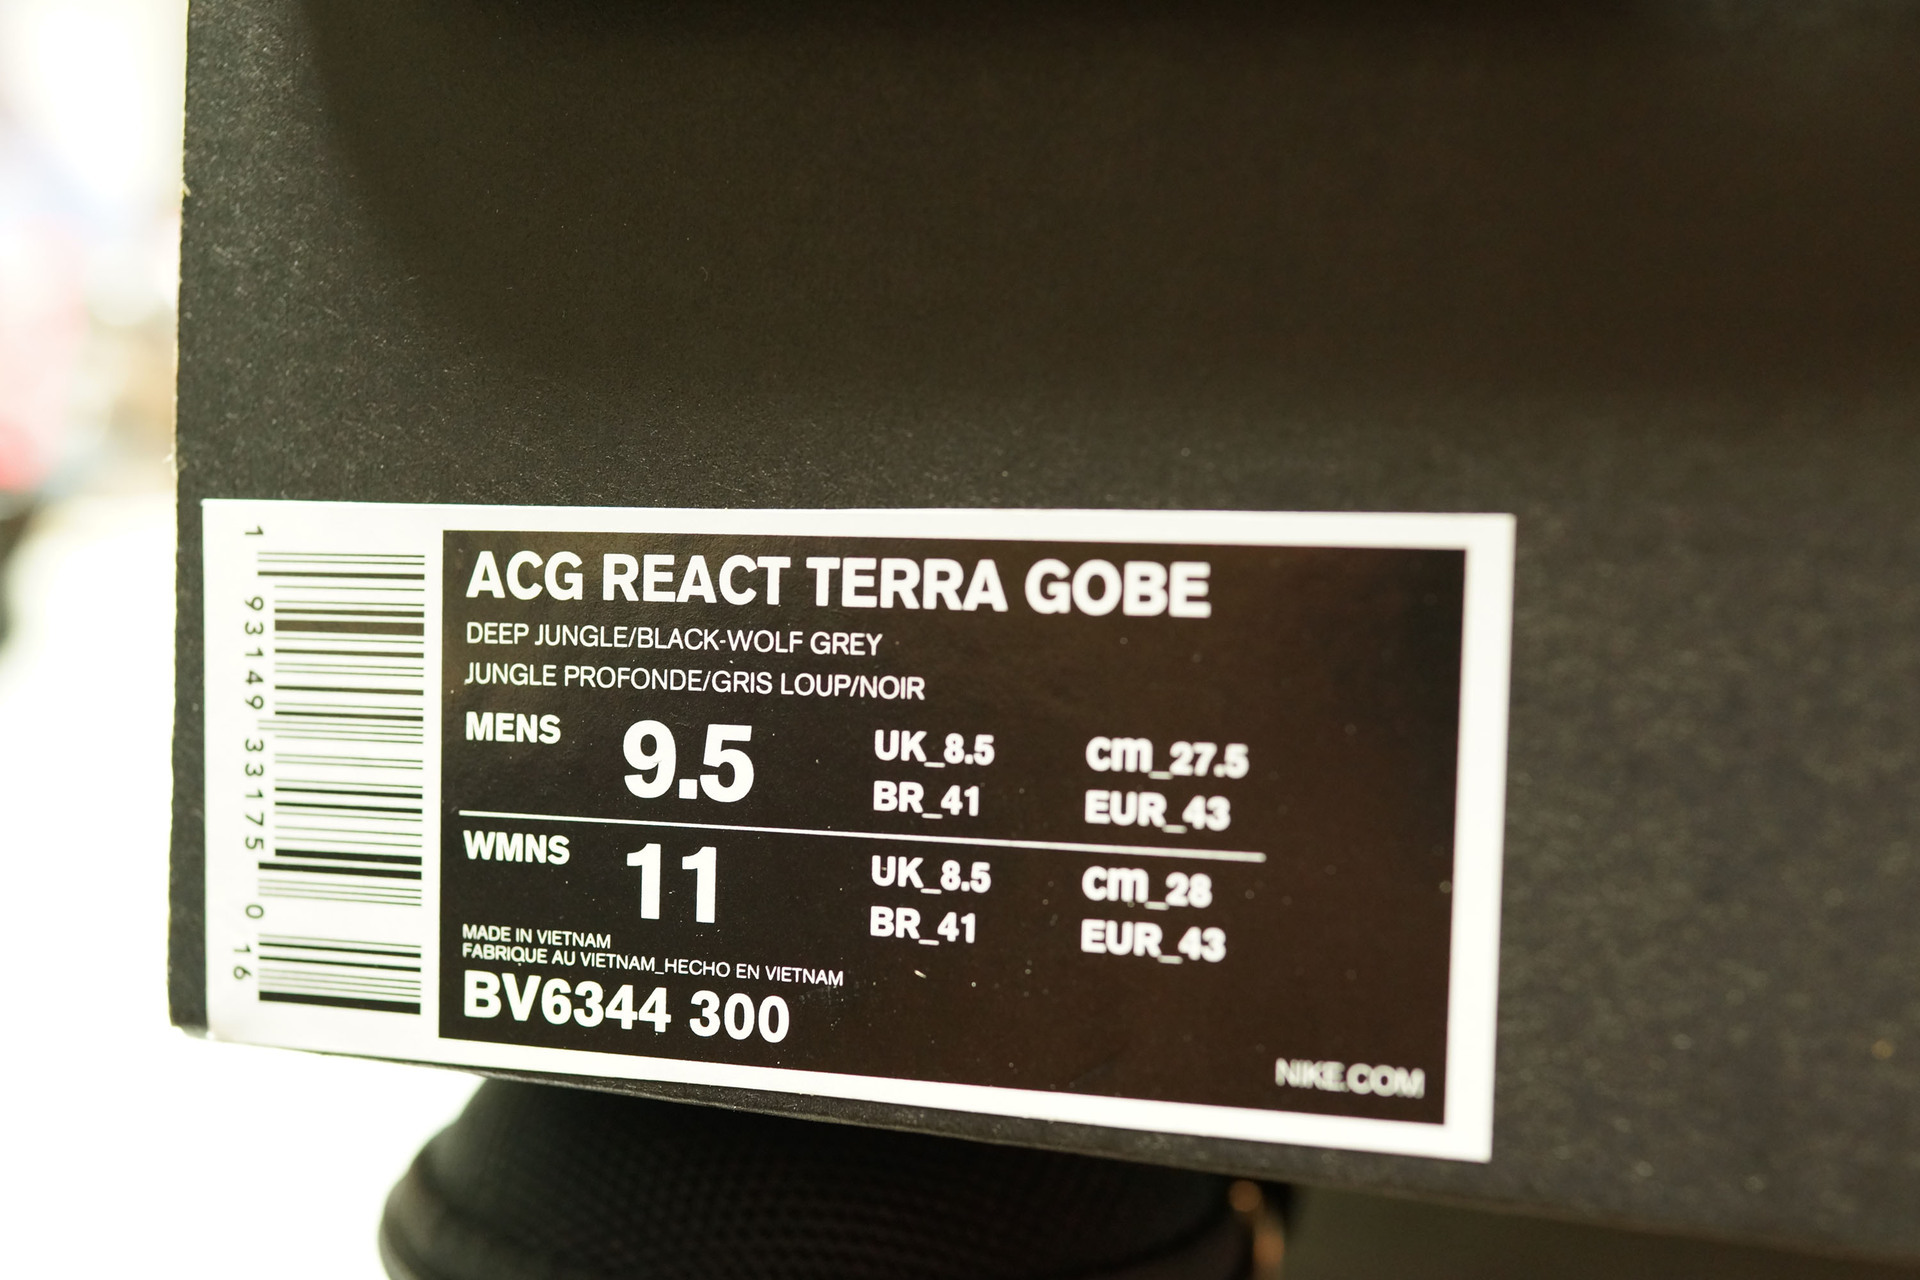 1 93149 33175 0 16
ACG REACT TERRA GOBE
DEEP JUNGLE/BLACK-WOLF GREY
JUNGLE PROFONDE/GRIS LOUP/NOIR
MENS 9.5 UK_8.5 cm_27.5
BR_41 EUR_43
WMNS 11 UK_8.5 cm_28
BR_41 EUR_43
MADE IN VIETNAM
FABRIQUE AU VIETNAM_HECHO EN VIETNAM
BV6344 300
NIKE.COM